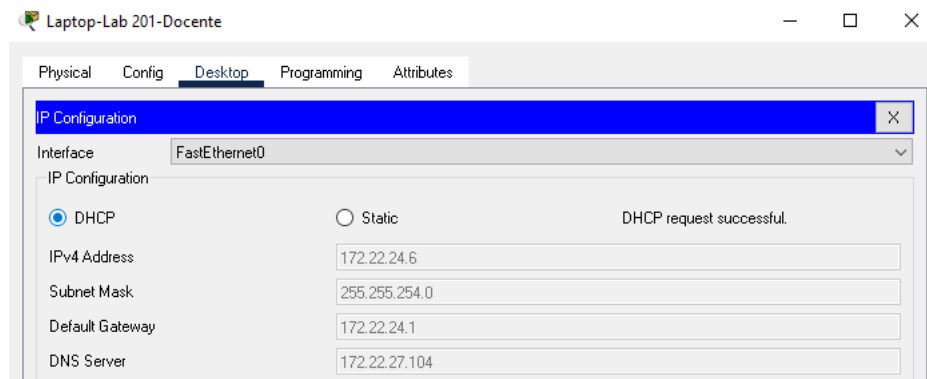 Laptop-Lab 201-Docente
Physical Config Desktop Programming Attributes
IP Configuration X
Interface FastEthernet0
IP Configuration
DHCP Static DHCP request successful.
IPv4 Address 172.22.24.6
Subnet Mask 255.255.254.0
Default Gateway 172.22.24.1
DNS Server 172.22.27.104